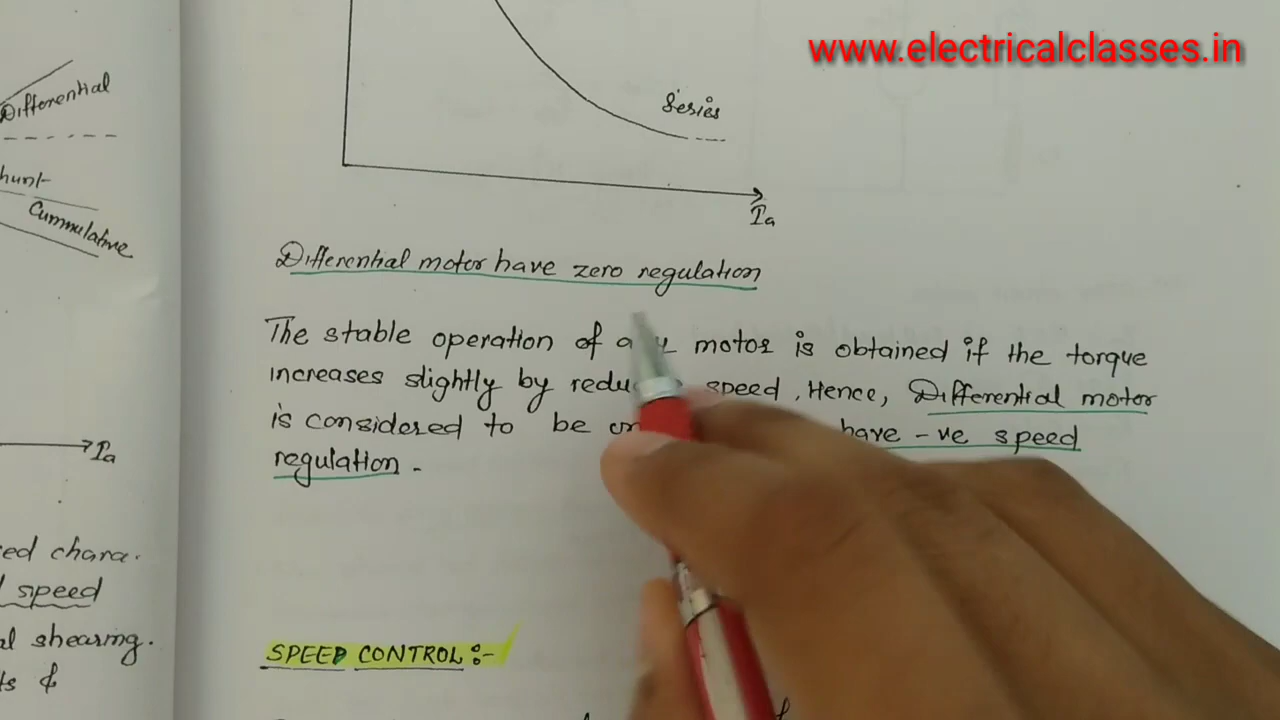 www.electricalclasses.in
Differential
hunt
Cummulative
Ia
ed chara.
speed
al shearing.
ts &
Series
Ia
Differential motor have zero regulation
The stable operation of motor is obtained if the torque
increases slightly by speed, Hence, Differential motor
is considered to be have -ve speed
regulation.
SPEED CONTROL :-